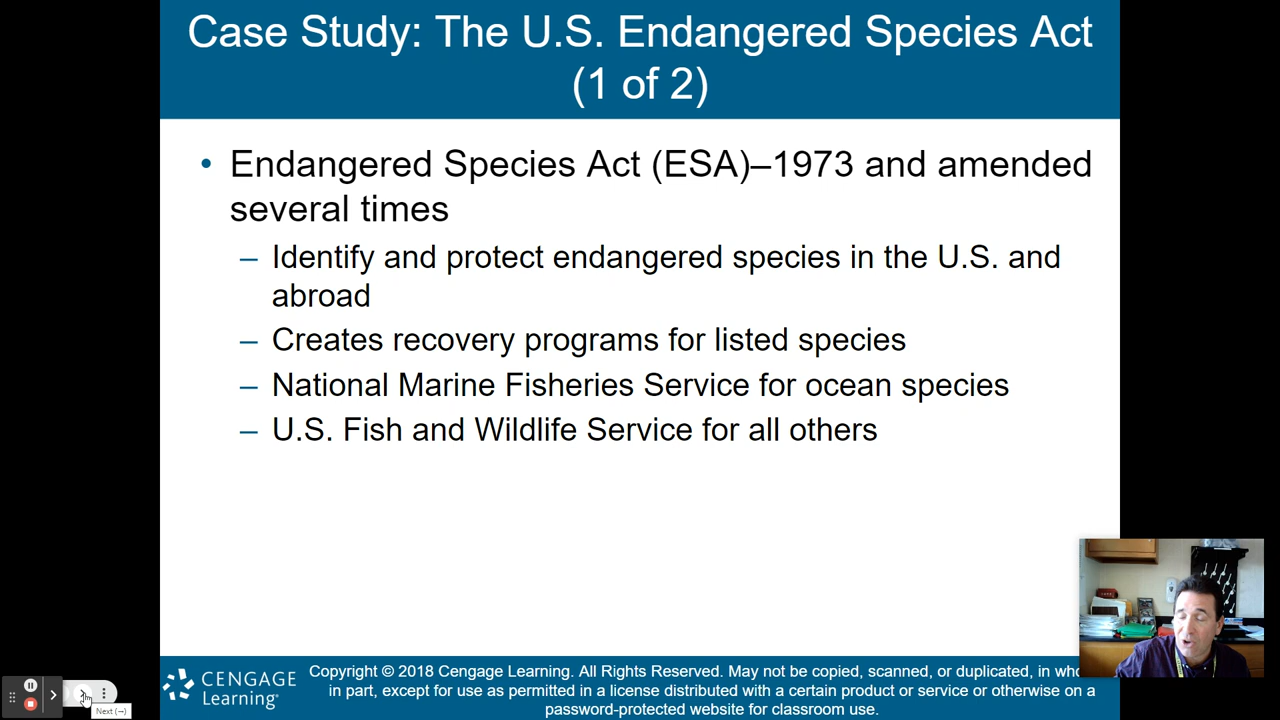 Case Study: The U.S. Endangered Species Act
(1 of 2)
• Endangered Species Act (ESA)–1973 and amended
several times
– Identify and protect endangered species in the U.S. and
abroad
– Creates recovery programs for listed species
– National Marine Fisheries Service for ocean species
– U.S. Fish and Wildlife Service for all others
CENGAGE
Learning®
Copyright © 2018 Cengage Learning. All Rights Reserved. May not be copied, scanned, or duplicated, in
in part, except for use as permitted in a license distributed with a certain product or service or otherwise on a
password-protected website for classroom use.
Next (→)